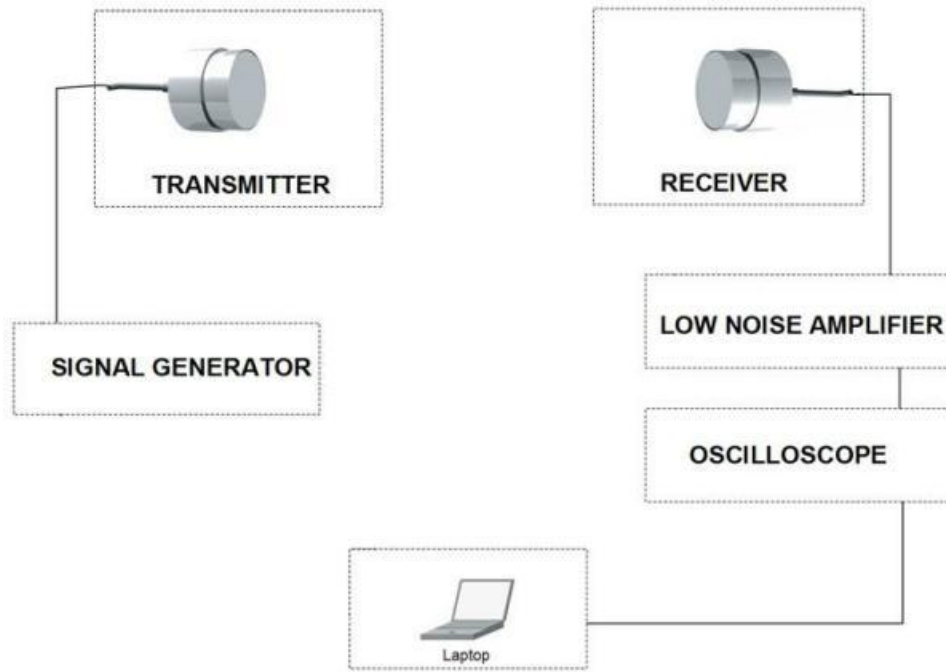 TRANSMITTER
RECEIVER
SIGNAL GENERATOR
LOW NOISE AMPLIFIER
OSCILLOSCOPE
Laptop